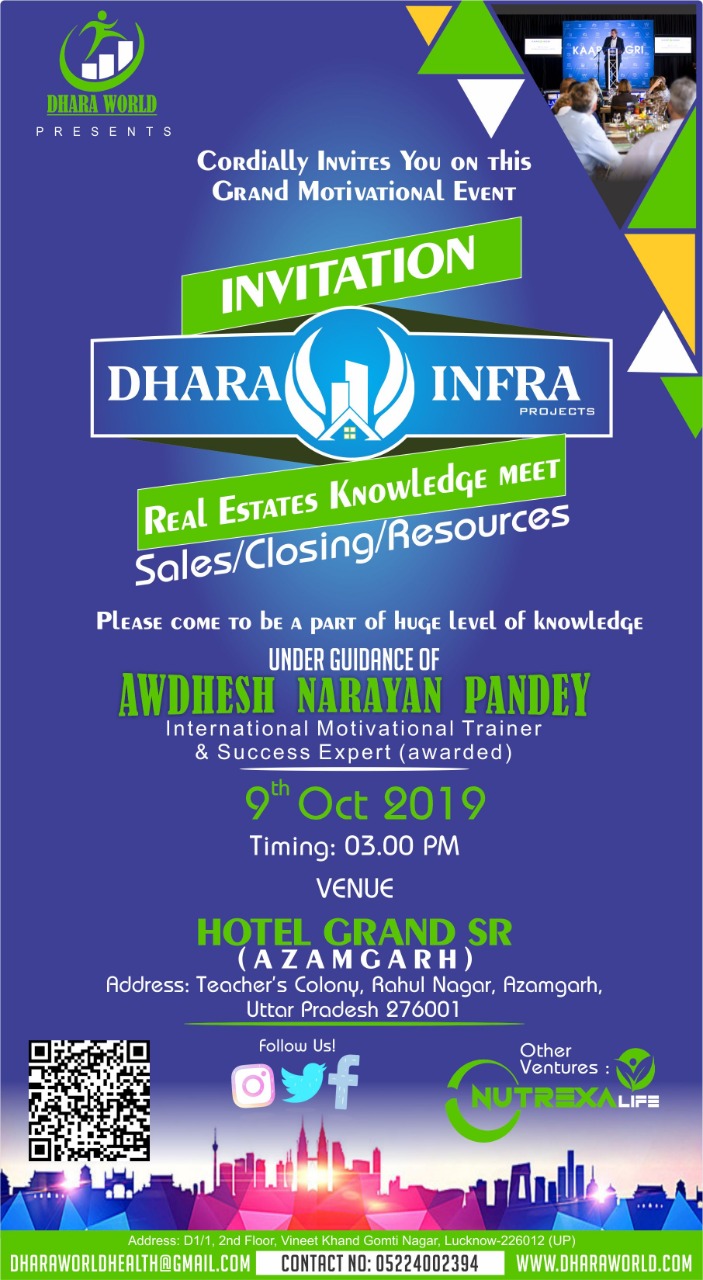 DHARA WORLD
PRESENTS
KAAR GRI
Cordially Invites You on this
Grand Motivational Event
INVITATION
DHARA INFRA
PROJECTS
Real Estates Knowledge MEET
Sales/Closing/Resources
Please come to be a part of huge level of knowledge
UNDER GUIDANCE OF
AWDHESH NARAYAN PANDEY
International Motivational Trainer
& Success Expert (awarded)
9th Oct 2019
Timing: 03.00 PM
VENUE
HOTEL GRAND SR
(AZAMGARH)
Address: Teacher's Colony, Rahul Nagar, Azamgarh,
Uttar Pradesh 276001
Follow Us!
Other
Ventures :
NUTREXA LIFE
Address: D1/1, 2nd Floor, Vineet Khand Gomti Nagar, Lucknow-226012 (UP)
DHARAWORLDHEALTH@GMAIL.COM CONTACT NO: 05224002394 WWW.DHARAWORLD.COM